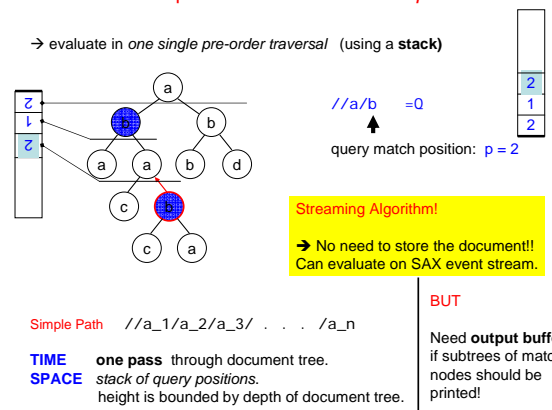 → evaluate in one single pre-order traversal (using a stack)
2
1
2
a
b
b
a
a
b
d
c
b
c
a
//a/b =Q
query match position: p = 2
2
1
2
Streaming Algorithm!
→ No need to store the document!!
Can evaluate on SAX event stream.
Simple Path //a_1/a_2/a_3/ . . . /a_n
TIME one pass through document tree.
SPACE stack of query positions.
height is bounded by depth of document tree.
BUT
Need output
if subtrees of
nodes should be
printed!